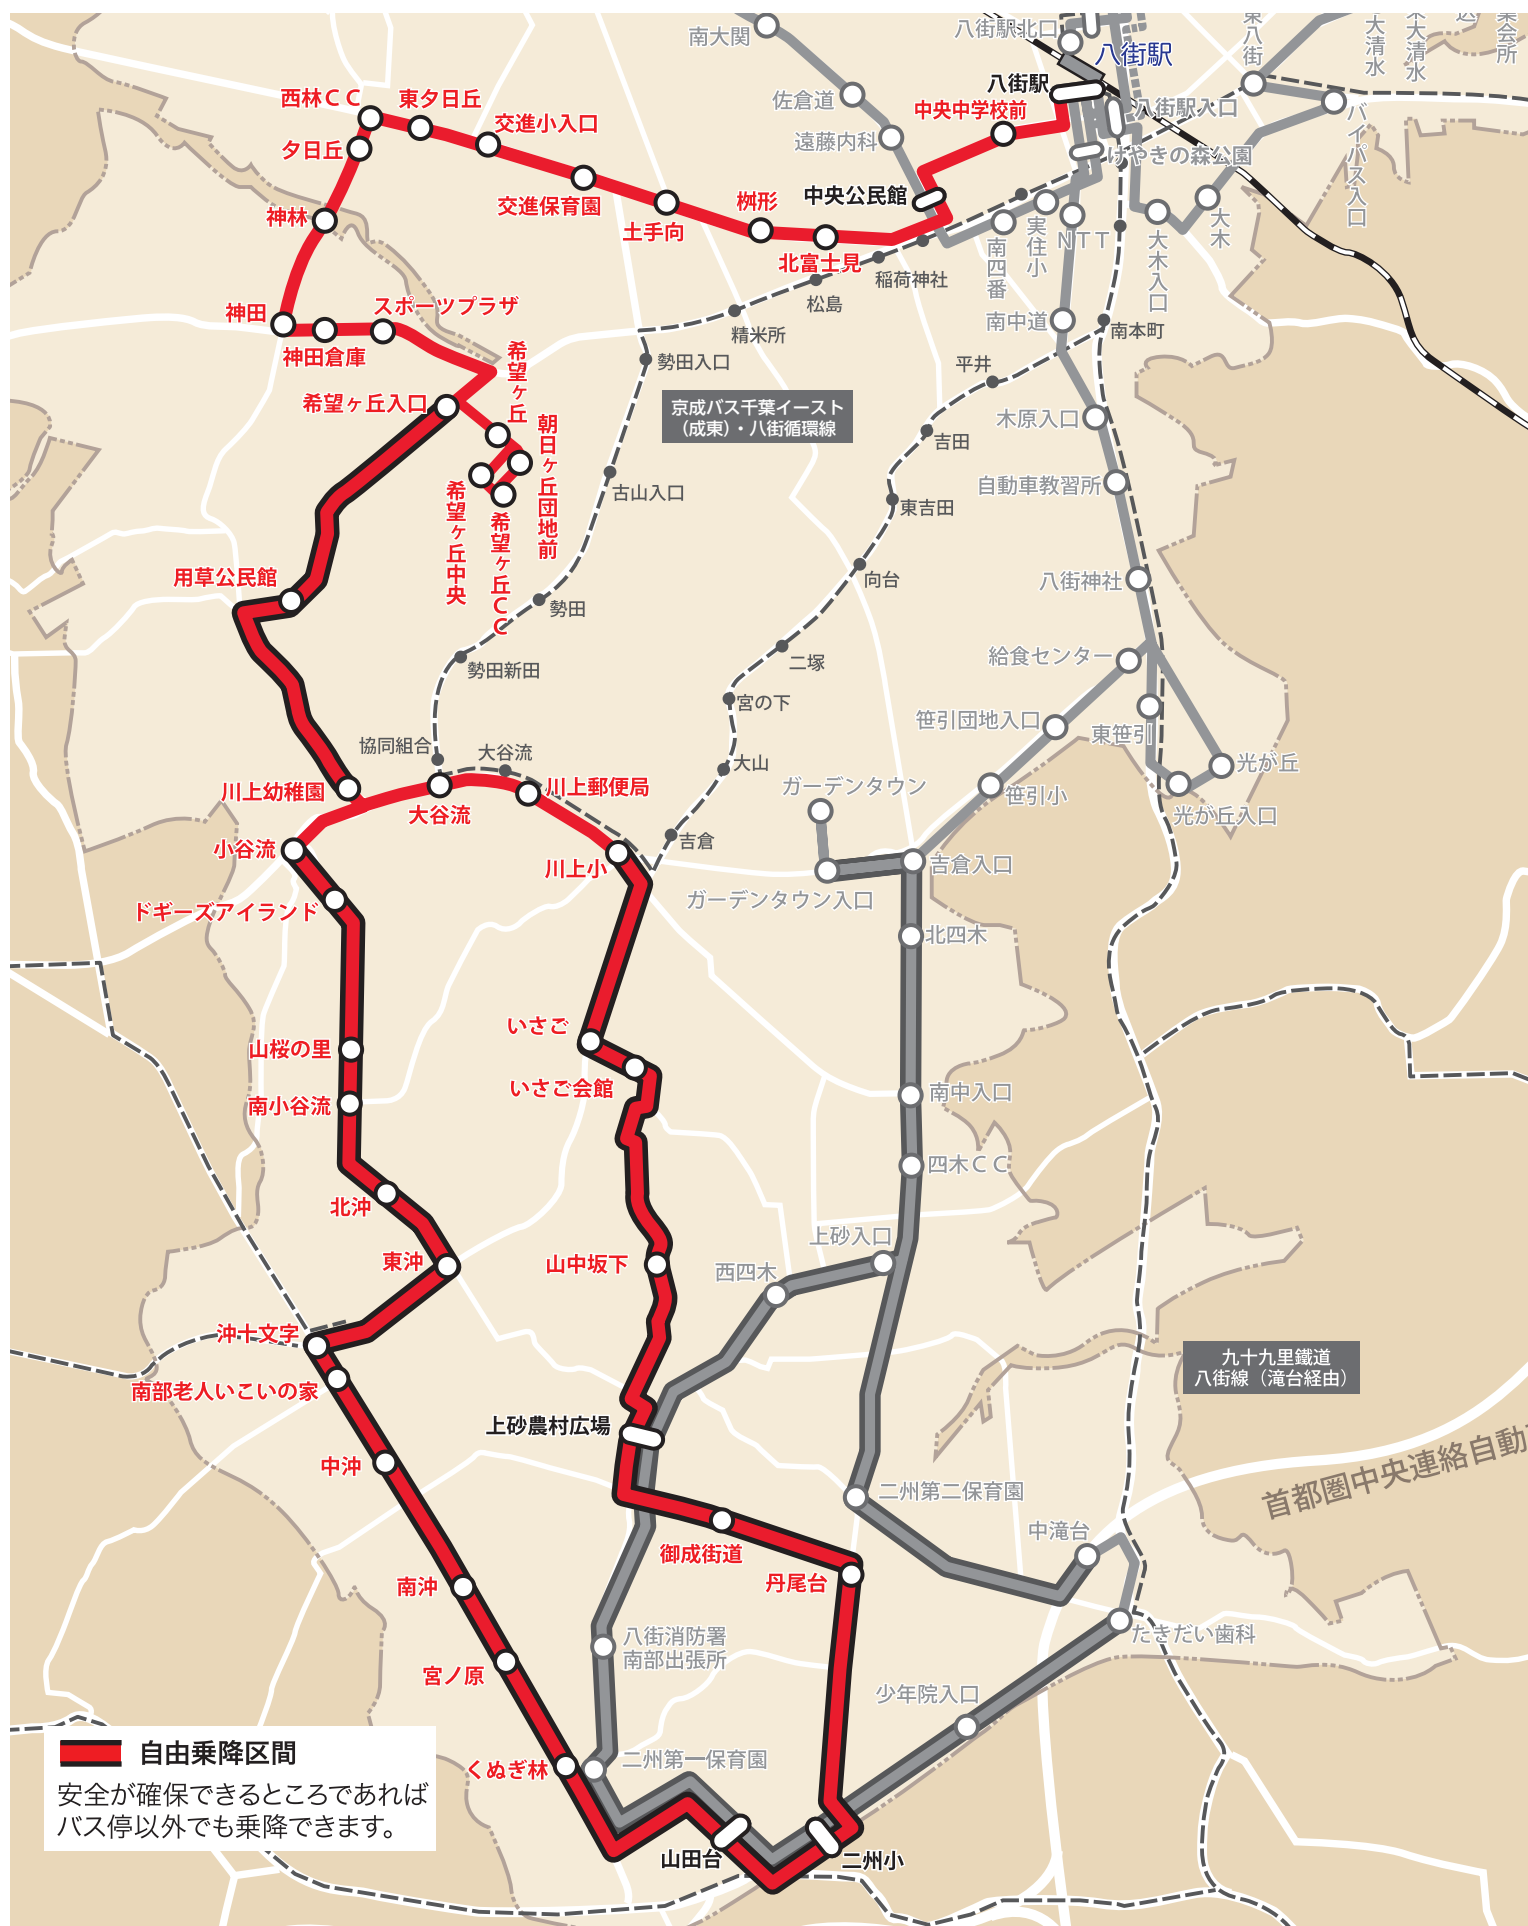 南大関
八街駅北口
八街駅
東八街
大清水
東大清水
集会所
西林ＣＣ
東夕日丘
交進小入口
佐倉道
八街駅
中央中学校前
八街駅入口
バイパス入口
夕日丘
遠藤内科
けやきの森公園
神林
交進保育園
土手向
桝形
中央公民館
北富士見
稲荷神社
南四番
実住小
ＮＴＴ
大木入口
大木
神田
スポーツプラザ
神田倉庫
松島
精米所
南中道
南本町
希望ヶ丘
勢田入口
平井
希望ヶ丘入口
京成バス千葉イースト
（成東）・八街循環線
木原入口
朝日ヶ丘団地前
吉田
希望ヶ丘中央
希望ヶ丘ＣＣ
古山入口
東吉田
自動車教習所
用草公民館
向台
八街神社
勢田
勢田新田
二塚
給食センター
宮の下
笹引団地入口
東笹引
協同組合
大谷流
大山
光が丘
川上幼稚園
大谷流
川上郵便局
ガーデンタウン
笹引小
光が丘入口
小谷流
川上小
吉倉
吉倉入口
ドギーズアイランド
ガーデンタウン入口
北四木
いさご
山桜の里
いさご会館
南小谷流
南中入口
四木ＣＣ
北沖
東沖
山中坂下
西四木
上砂入口
沖十文字
南部老人いこいの家
九十九里鐵道
八街線（滝台経由）
上砂農村広場
中沖
首都圏中央連絡自動
二州第二保育園
中滝台
御成街道
丹尾台
南沖
八街消防署
南部出張所
たきだい歯科
宮ノ原
少年院入口
くぬぎ林
二州第一保育園
山田台
二州小
自由乗降区間
安全が確保できるところであれば
バス停以外でも乗降できます。